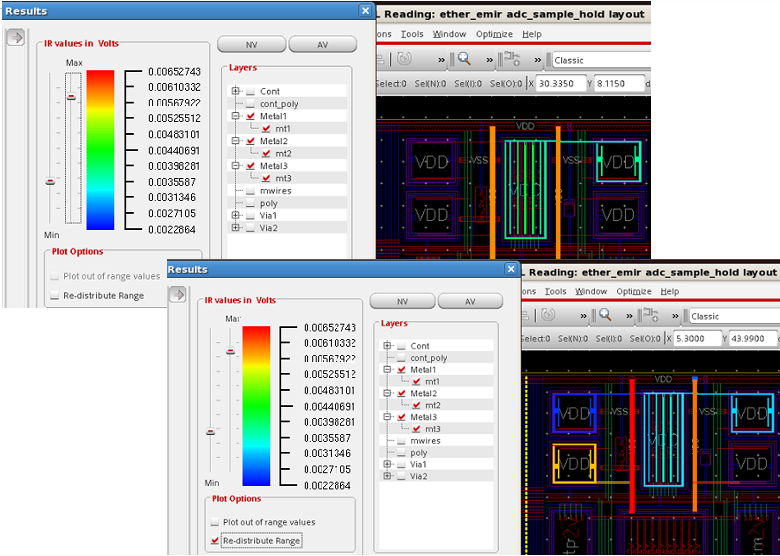 Results
IR values in Volts
Max
Min
0.00652743
0.00610332
0.00567922
0.00525512
0.00483101
0.00440691
0.00398281
0.0035587
0.0031346
0.0027105
0.0022864
Plot Options
Plot out of range values
Re-distribute Range
NV
AV
Layers
Cont
cont_poly
Metal1
mt1
Metal2
mt2
Metal3
mt3
mwires
poly
Via1
Via2
L Reading: ether_emir adc_sample_hold layout
ons Tools Window Optimize Help
Classic
Select:0 Sel(N):0 Sel(I):0 Sel(O):0 X 30.3350 Y 8.1150
VDD
VDD VSS VSS VDD
VDD
VDD VDD
Results
IR values in Volts
Max
Min
0.00652743
0.00610332
0.00567922
0.00525512
0.00483101
0.00440691
0.00398281
0.0035587
0.0031346
0.0027105
0.0022864
Plot Options
Plot out of range values
Re-distribute Range
NV
AV
Layers
Cont
cont_poly
Metal1
mt1
Metal2
mt2
Metal3
mt3
mwires
poly
Via1
Via2
L Reading: ether_emir adc_sample_hold layout
ons Tools Window Optimize Help
Classic
Select:0 Sel(N):0 Sel(I):0 Sel(O):0 X 5.3000 Y 43.9900
VDD
VDD VSS VSS VDD
VDD
VDD VDD